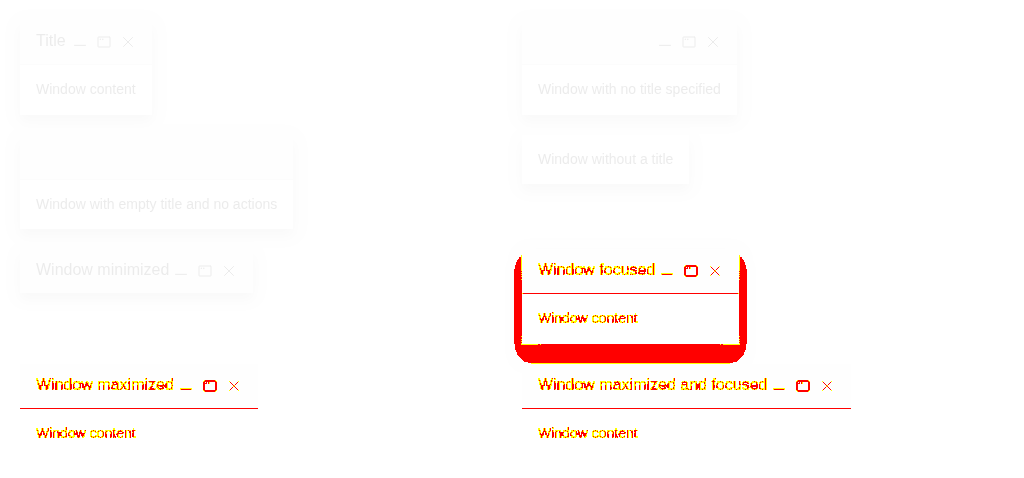 Title
Window content
Window with no title specified
Window with empty title and no actions
Window without a title
Window minimized
Window focused
Window content
Window maximized
Window content
Window maximized and focused
Window content